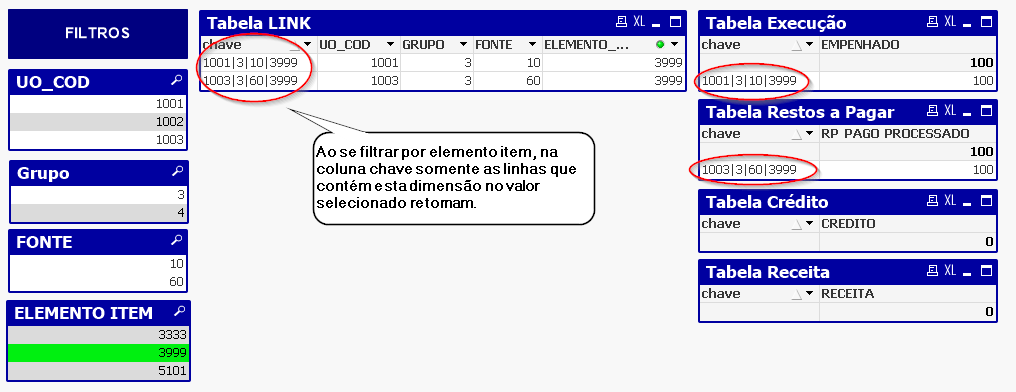 FILTROS
UO_COD
1001
1002
1003
Grupo
3
4
FONTE
10
60
ELEMENTO ITEM
3333
3999
5101
Tabela LINK XL
chave UO_COD GRUPO FONTE ELEMENTO_...
1001|3|10|3999 1001 3 10 3999
1003|3|60|3999 1003 3 60 3999
Ao se filtrar por elemento item, na
coluna chave somente as linhas que
contém esta dimensão no valor
selecionado retornam.
Tabela Execução XL
chave EMPENHADO
100
1001|3|10|3999 100
Tabela Restos a Pagar XL
chave RP PAGO PROCESSADO
100
1003|3|60|3999 100
Tabela Crédito XL
chave CREDITO
0
Tabela Receita XL
chave RECEITA
0